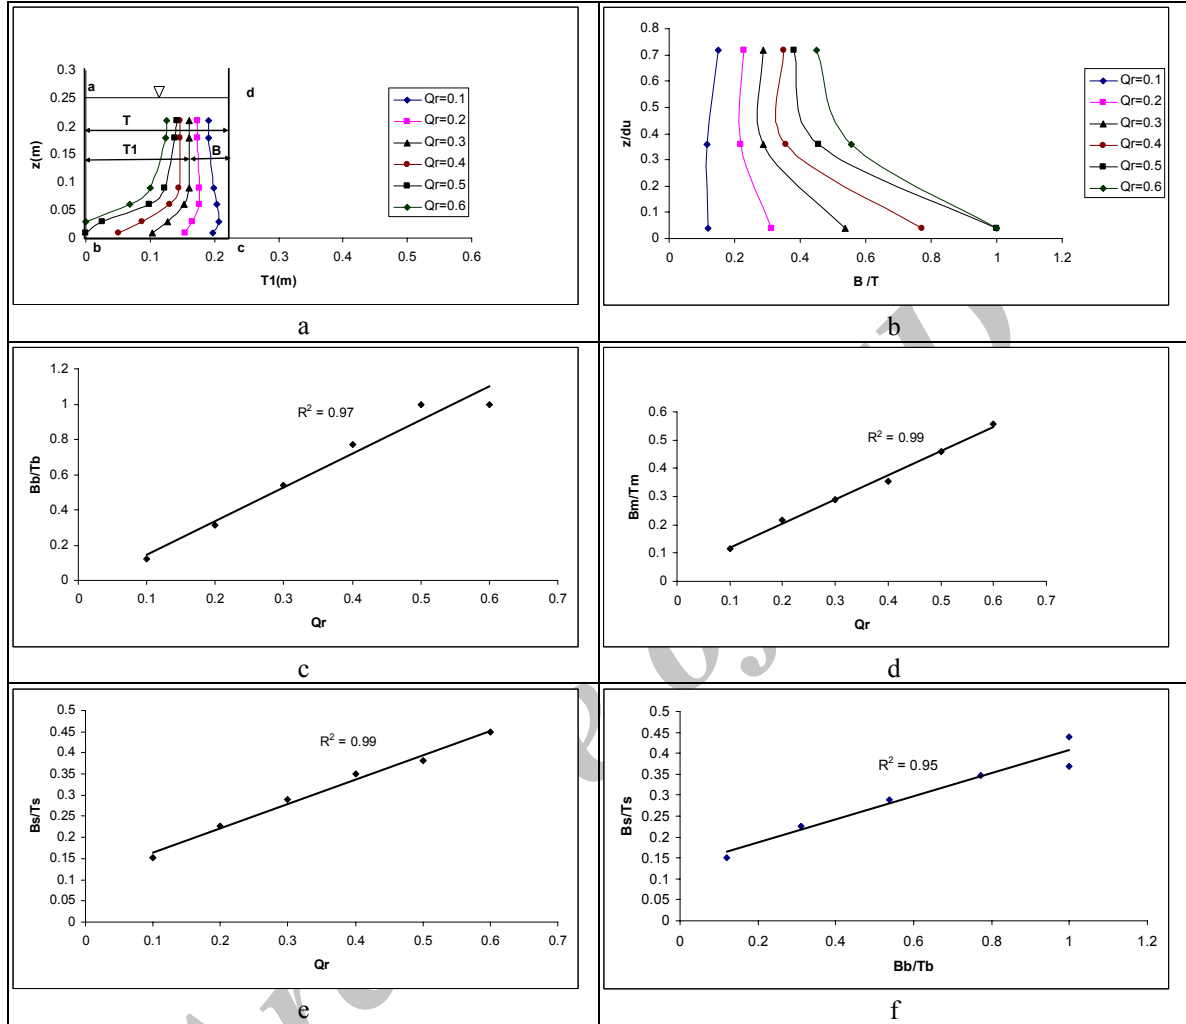 0.3
0.25
0.2
0.15
0.1
0.05
0
z(m)
a
d
T
T1
B
b
c
0 0.1 0.2 0.3 0.4 0.5 0.6
T1(m)
Qr=0.1
Qr=0.2
Qr=0.3
Qr=0.4
Qr=0.5
Qr=0.6
a
0.8
0.7
0.6
0.5
0.4
0.3
0.2
0.1
0
z/du
0 0.2 0.4 0.6 0.8 1 1.2
B /T
Qr=0.1
Qr=0.2
Qr=0.3
Qr=0.4
Qr=0.5
Qr=0.6
b
1.2
1
0.8
0.6
0.4
0.2
0
Bb/Tb
R² = 0.97
0 0.1 0.2 0.3 0.4 0.5 0.6 0.7
Qr
c
0.6
0.5
0.4
0.3
0.2
0.1
0
Bm/Tm
R² = 0.99
0 0.1 0.2 0.3 0.4 0.5 0.6 0.7
Qr
d
0.5
0.45
0.4
0.35
0.3
0.25
0.2
0.15
0.1
0.05
0
Bs/Ts
R² = 0.99
0 0.1 0.2 0.3 0.4 0.5 0.6 0.7
Qr
e
0.5
0.45
0.4
0.35
0.3
0.25
0.2
0.15
0.1
0.05
0
Bs/Ts
R² = 0.95
0 0.2 0.4 0.6 0.8 1 1.2
Bb/Tb
f